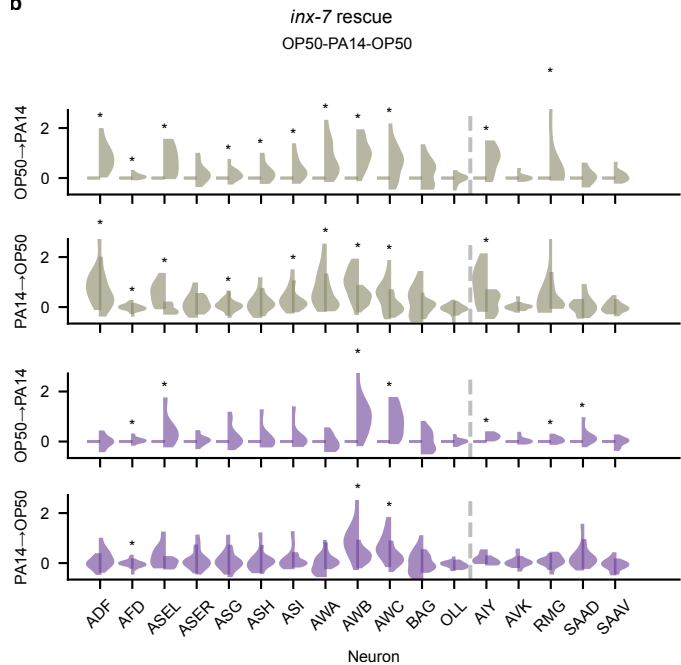 b
inx-7 rescue
OP50-PA14-OP50
OP50→PA14
2
0
* * * * * * * * * * * *
PA14→OP50
2
0
* * * * * * * * *
OP50→PA14
2
0
* * * * * * *
PA14→OP50
2
0
* * *
ADF AFD ASEL ASER ASG ASH ASI AWA AWB AWC BAG OLL AIY AVK RMG SAAD SAAV
Neuron